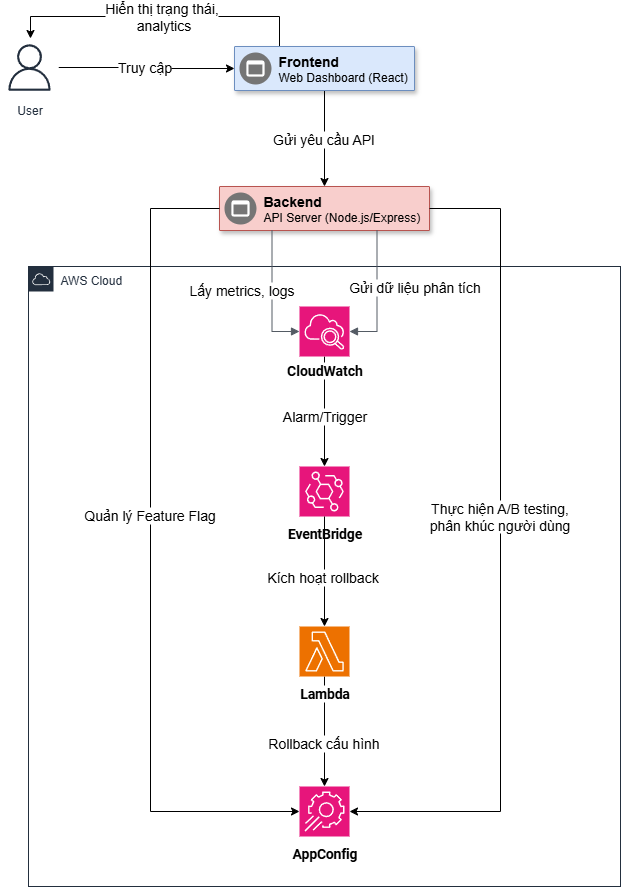 Hiển thị trạng thái,
analytics
Truy cập
User
Frontend
Web Dashboard (React)
Gửi yêu cầu API
Backend
API Server (Node.js/Express)
AWS Cloud
Lấy metrics, logs
Gửi dữ liệu phân tích
CloudWatch
Alarm/Trigger
EventBridge
Quản lý Feature Flag
Thực hiện A/B testing,
phân khúc người dùng
Kích hoạt rollback
Lambda
Rollback cấu hình
AppConfig